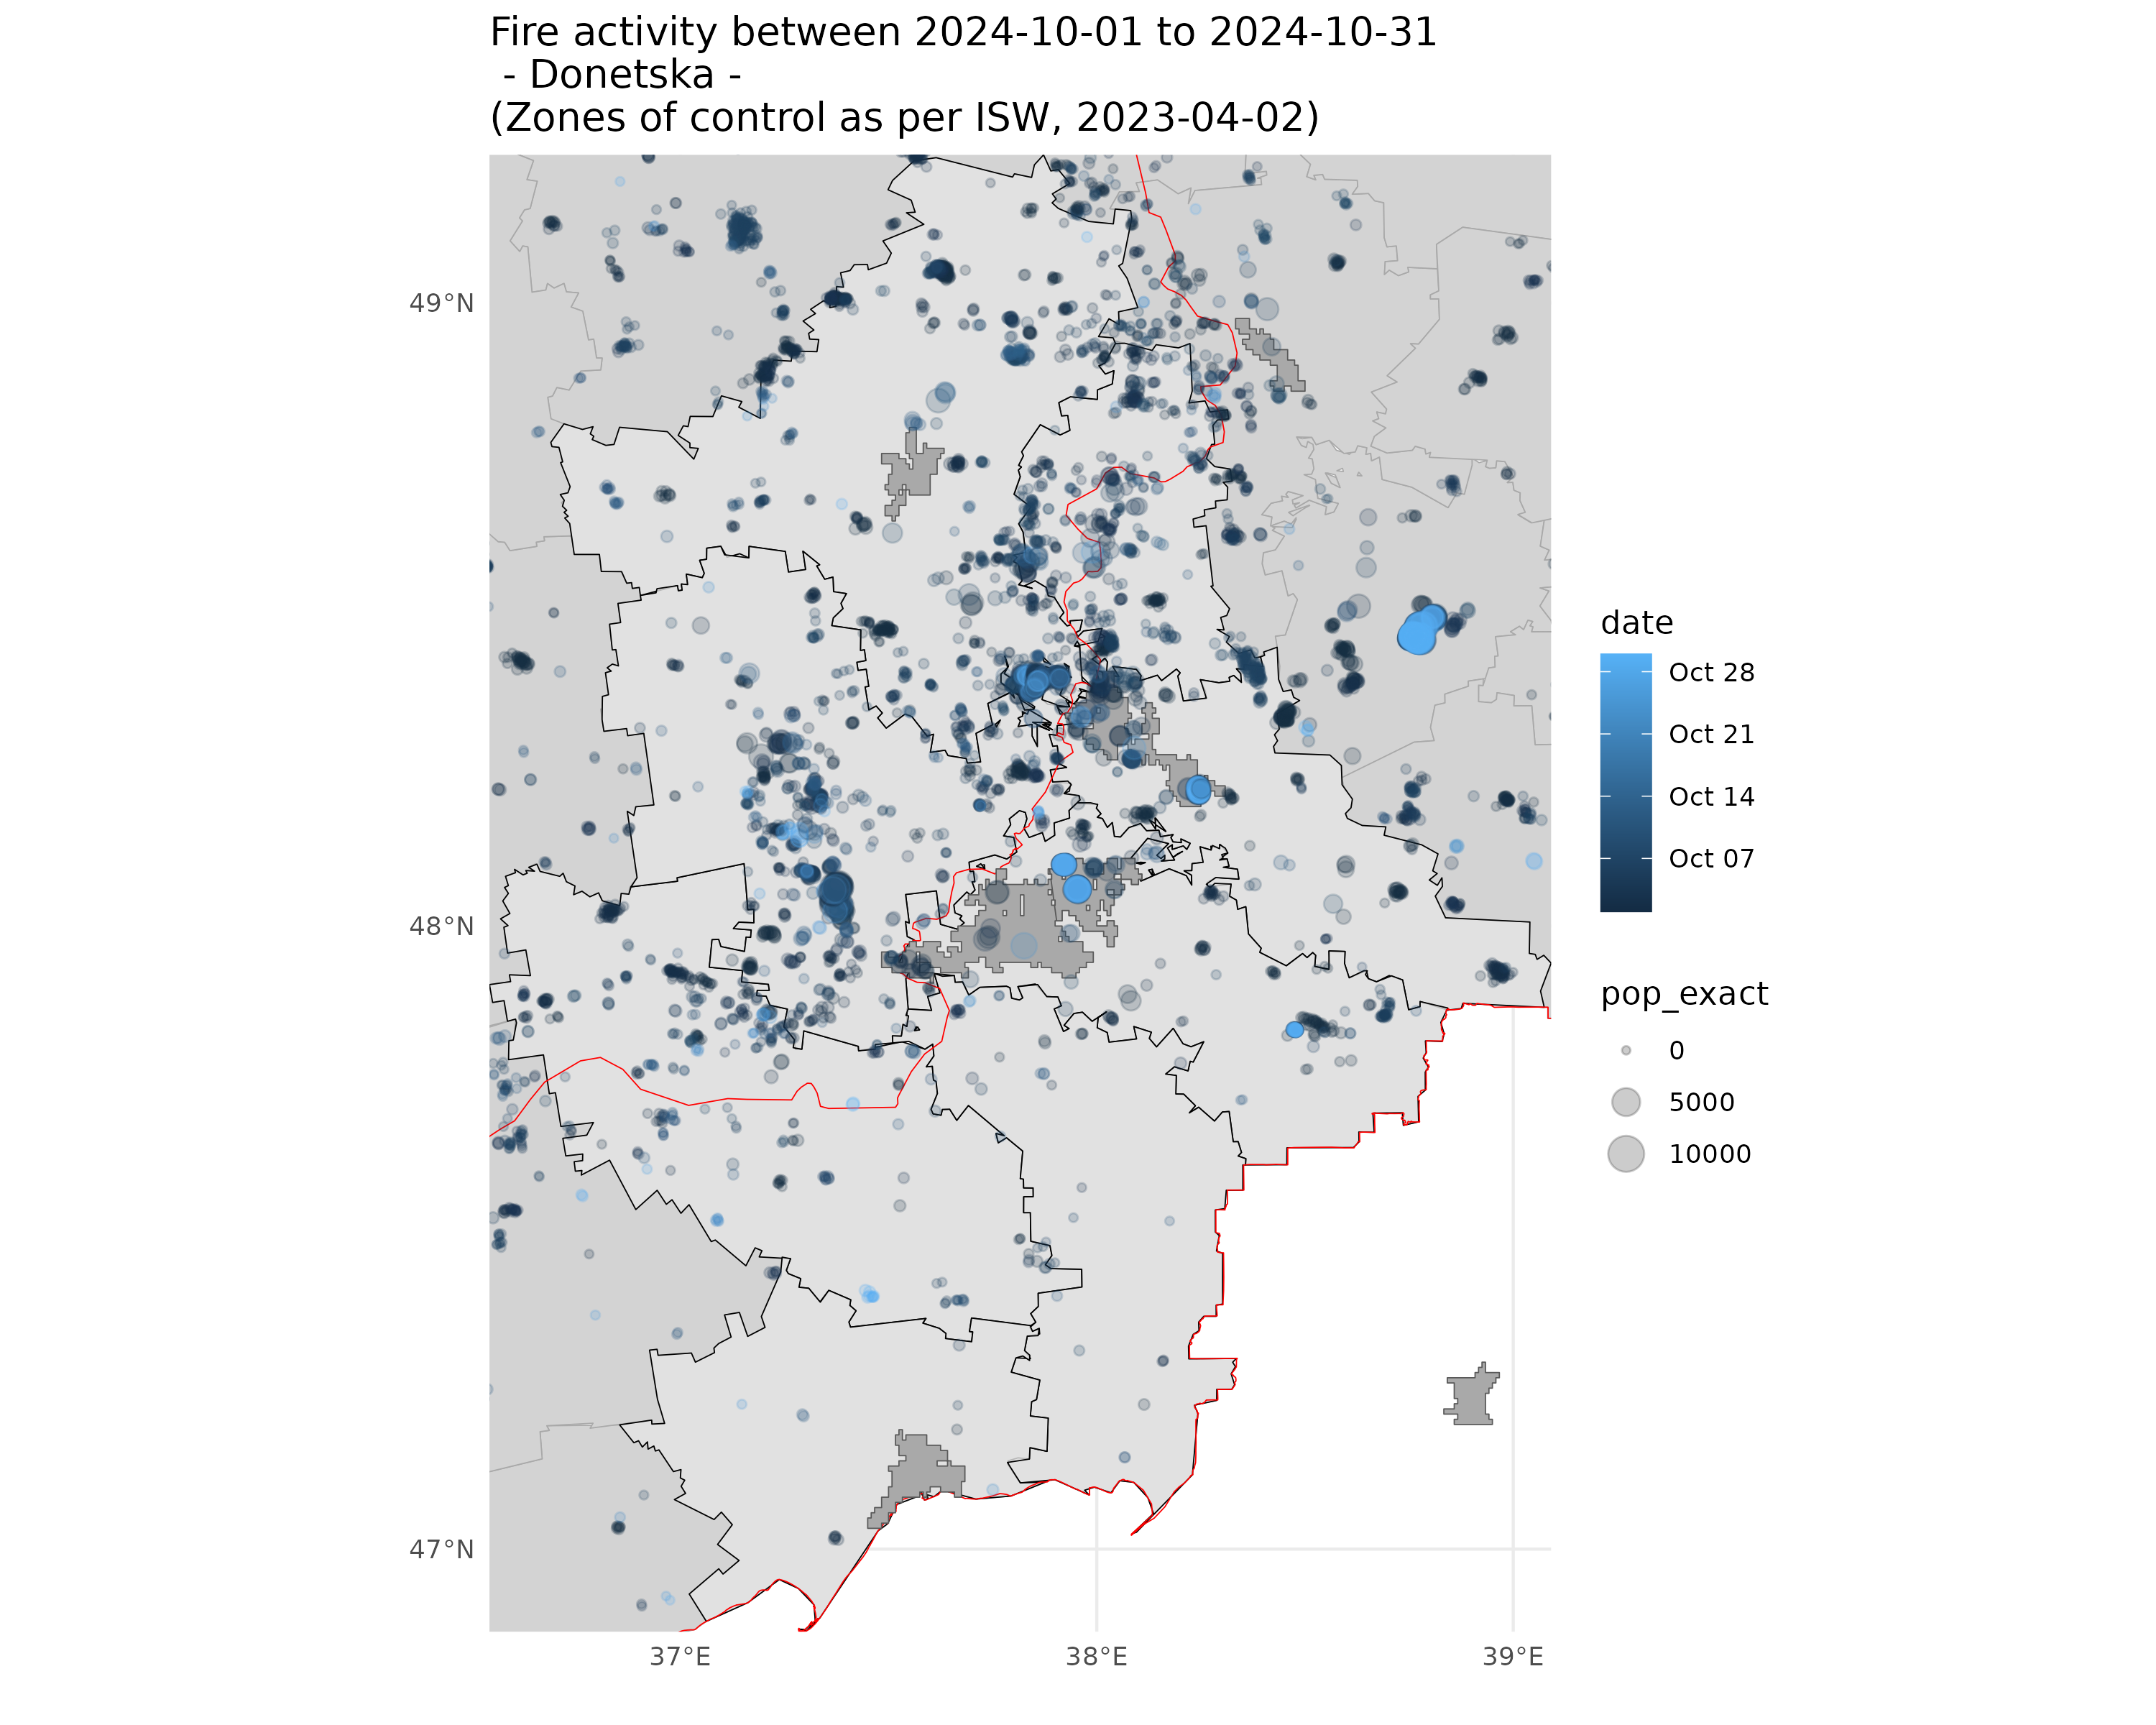 Fire activity between 2024-10-01 to 2024-10-31
- Donetska -
(Zones of control as per ISW, 2023-04-02)
49°N
48°N
47°N
37°E
38°E
39°E
date
Oct 28
Oct 21
Oct 14
Oct 07
pop_exact
0
5000
10000